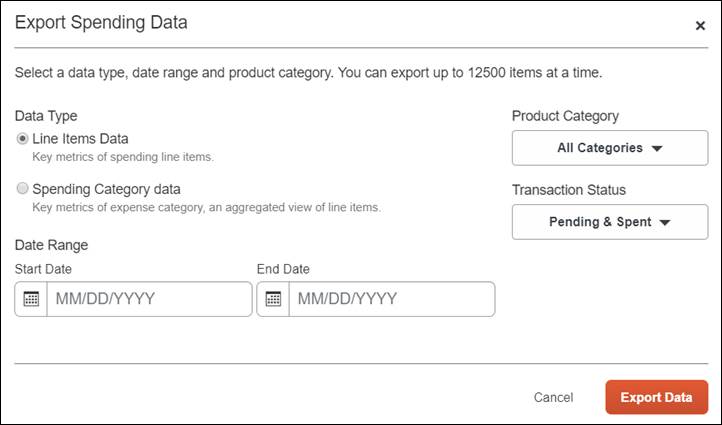 Export Spending Data
×
Select a data type, date range and product category. You can export up to 12500 items at a time.
Data Type
Line Items Data
Key metrics of spending line items.
Spending Category data
Key metrics of expense category, an aggregated view of line items.
Product Category
All Categories
Transaction Status
Pending & Spent
Date Range
Start Date
End Date
MM/DD/YYYY
MM/DD/YYYY
Cancel
Export Data